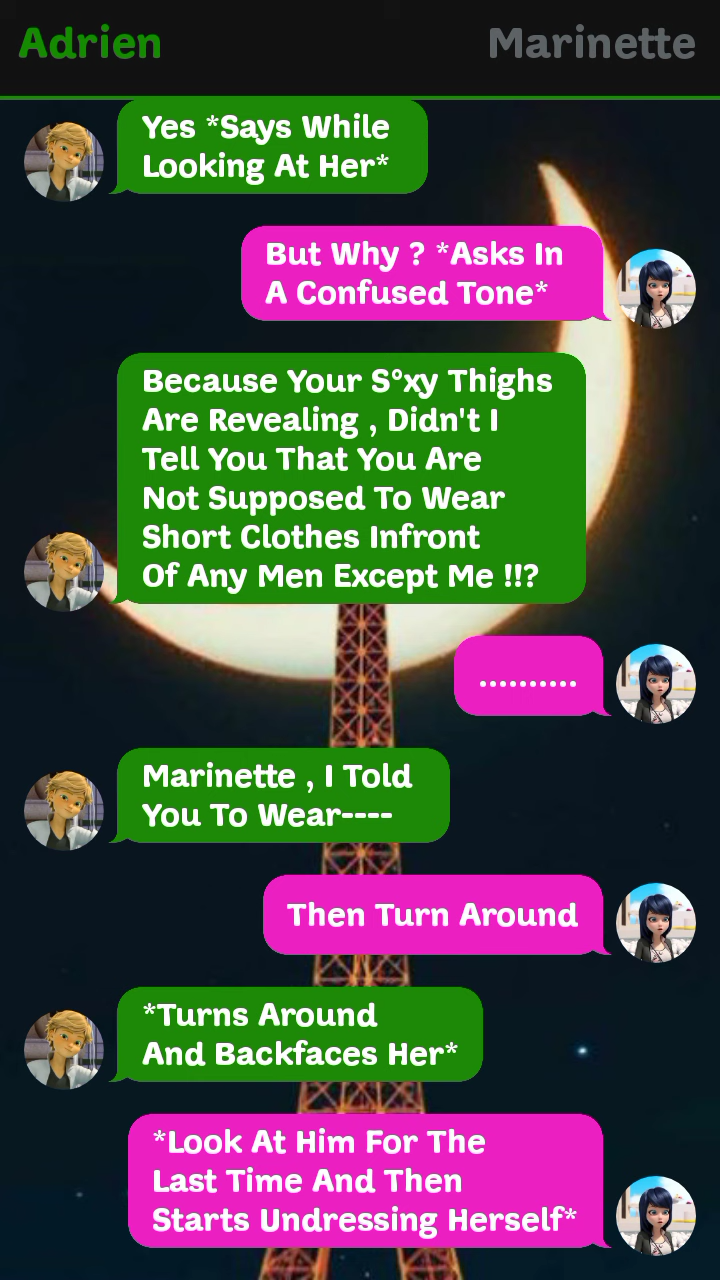 Adrien Marinette
Yes *Says While
Looking At Her*
But Why ? *Asks In
A Confused Tone*
Because Your S°xy Thighs
Are Revealing , Didn't I
Tell You That You Are
Not Supposed To Wear
Short Clothes Infront
Of Any Men Except Me !!?
..........
Marinette , I Told
You To Wear----
Then Turn Around
*Turns Around
And Backfaces Her*
*Look At Him For The
Last Time And Then
Starts Undressing Herself*